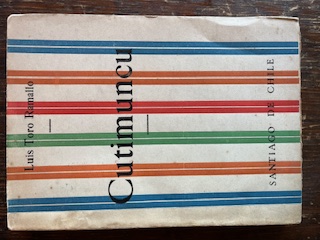 Luis Toro Ramallo
Cutimuncu
SANTIAGO DE CHILE